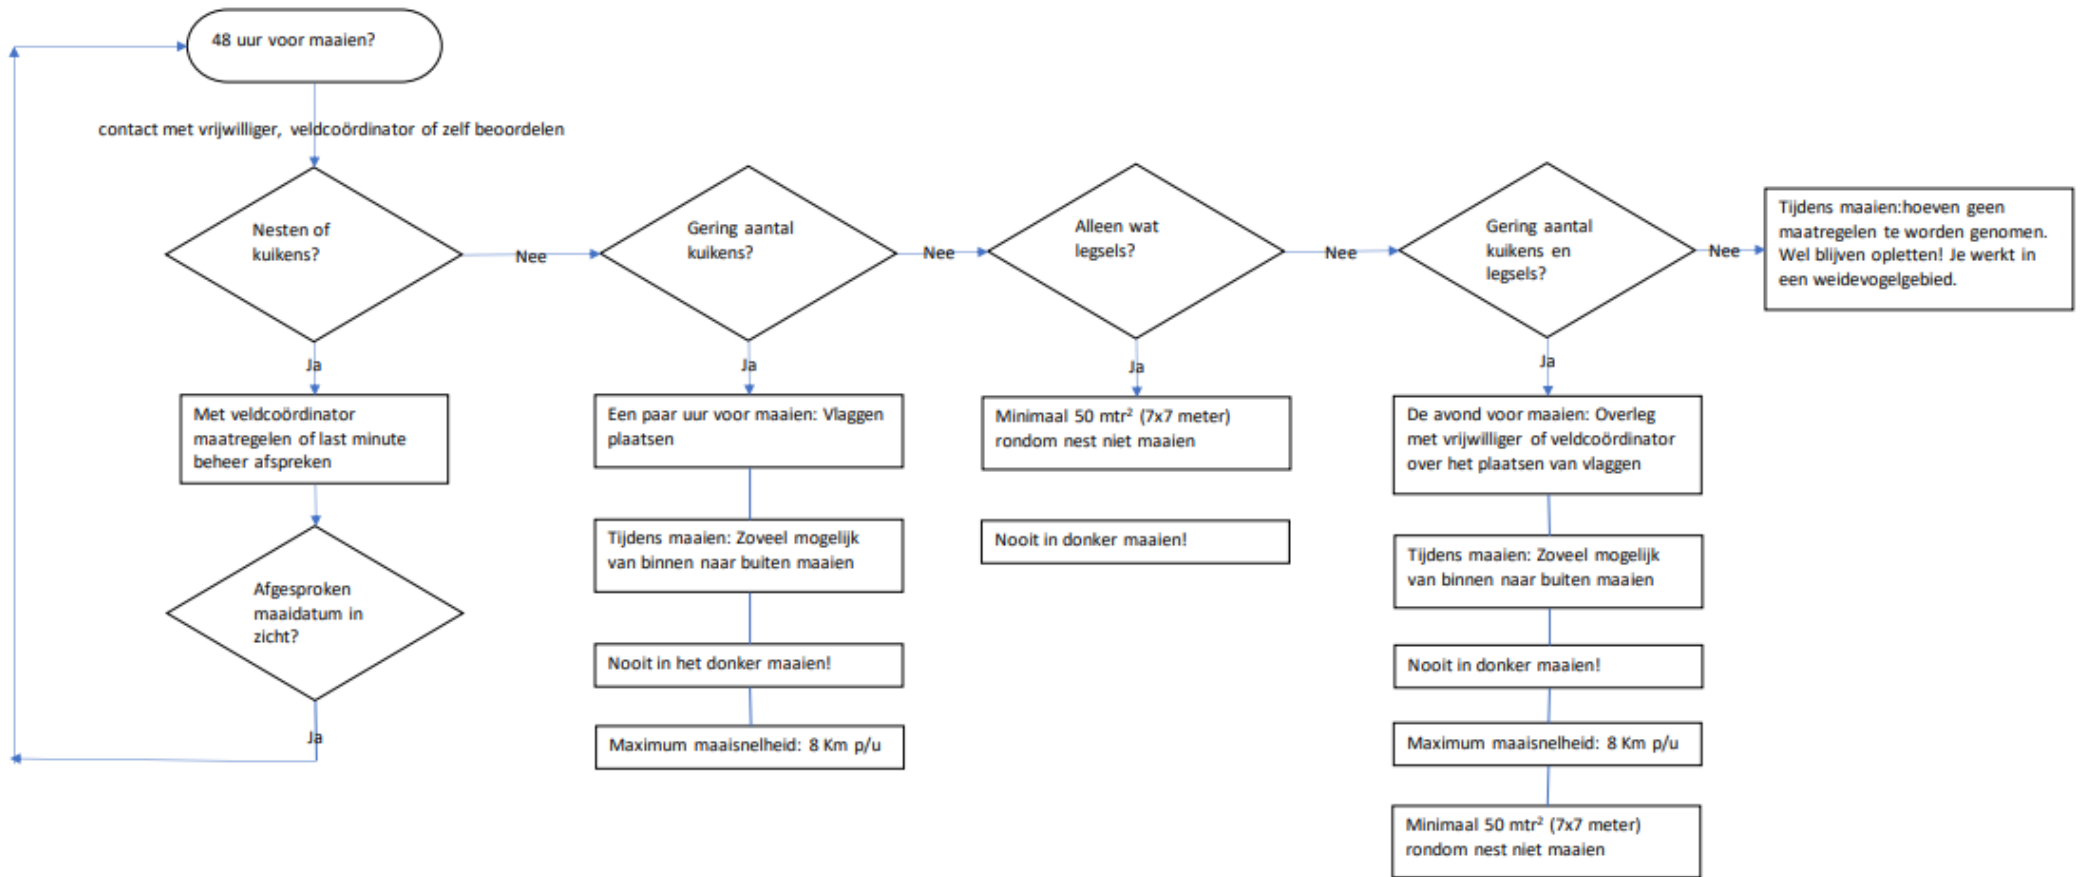 48 uur voor maaien?
contact met vrijwilliger, veldcoördinator of zelf beoordelen
Nesten of
kuikens?
Nee
Gering aantal
kuikens?
Nee
Alleen wat
legsels?
Nee
Gering aantal
kuikens en
legsels?
Nee
Tijdens maaien:hoeven geen
maatregelen te worden genomen.
Wel blijven opletten! Je werkt in
een weidevogelgebied.
Ja
Met veldcoördinator
maatregelen of last minute
beheer afspreken
Afgesproken
maaidatum in
zicht?
Ja
Ja
Een paar uur voor maaien: Vlaggen
plaatsen
Tijdens maaien: Zoveel mogelijk
van binnen naar buiten maaien
Nooit in het donker maaien!
Maximum maaisnelheid: 8 Km p/u
Ja
Minimaal 50 mtr² (7x7 meter)
rondom nest niet maaien
Nooit in donker maaien!
Ja
De avond voor maaien: Overleg
met vrijwilliger of veldcoördinator
over het plaatsen van vlaggen
Tijdens maaien: Zoveel mogelijk
van binnen naar buiten maaien
Nooit in donker maaien!
Maximum maaisnelheid: 8 Km p/u
Minimaal 50 mtr² (7x7 meter)
rondom nest niet maaien